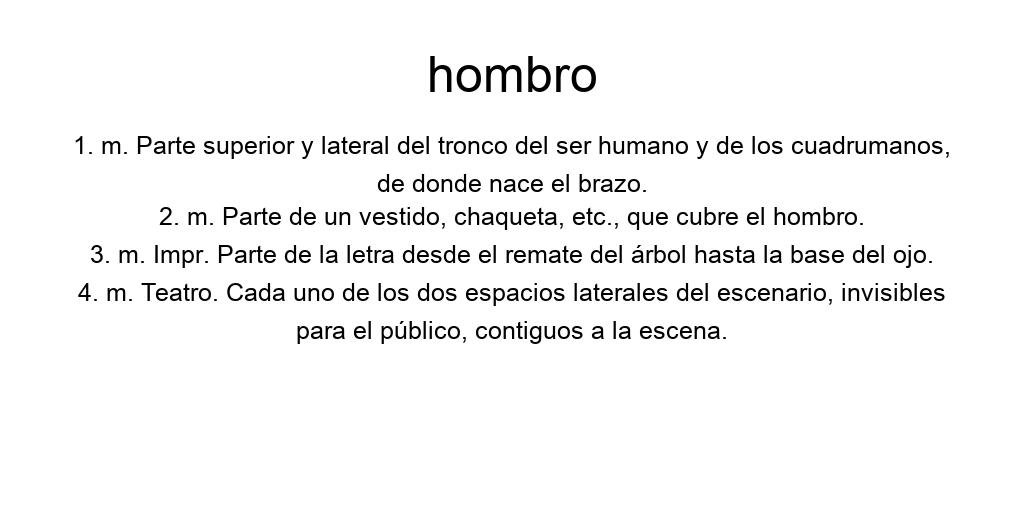 hombro
1. m. Parte superior y lateral del tronco del ser humano y de los cuadrumanos,
de donde nace el brazo.
2. m. Parte de un vestido, chaqueta, etc., que cubre el hombro.
3. m. Impr. Parte de la letra desde el remate del árbol hasta la base del ojo.
4. m. Teatro. Cada uno de los dos espacios laterales del escenario, invisibles
para el público, contiguos a la escena.